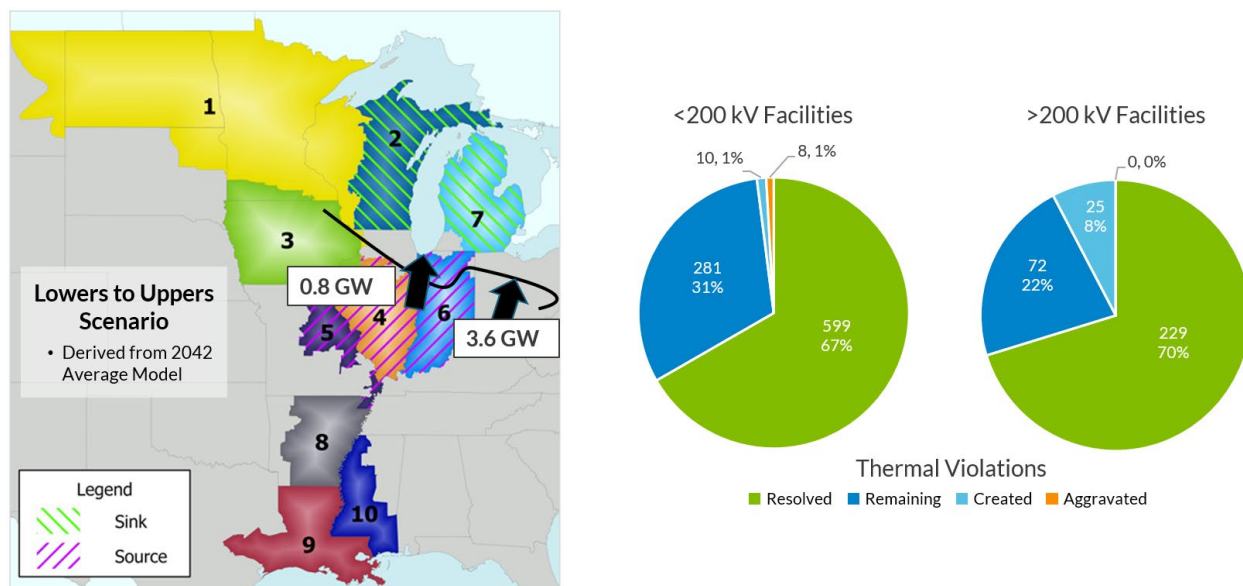 1
2
3
7
0.8 GW
4
5
6
3.6 GW
Lowers to Uppers
Scenario
• Derived from 2042
Average Model
8
10
9
Legend
Sink
Source
<200 kV Facilities
10, 1%
8, 1%
281
31%
599
67%
>200 kV Facilities
0, 0%
25
8%
72
22%
229
70%
Thermal Violations
Resolved Remaining Created Aggravated